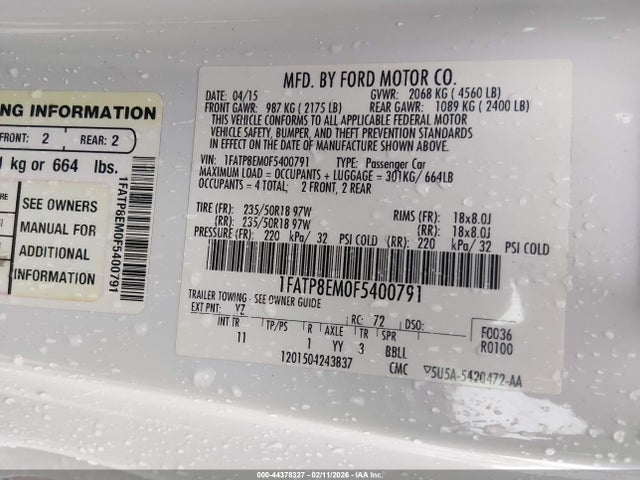 NG INFORMATION
FRONT: 2 REAR: 2
kg or 664 lbs.
SEE OWNERS
MANUAL FOR
ADDITIONAL
INFORMATION
1FATP8EM0F5400791
MFD. BY FORD MOTOR CO.
DATE: 04/15 GVWR: 2068 KG ( 4560 LB)
FRONT GAWR: 987 KG ( 2175 LB) REAR GAWR: 1089 KG ( 2400 LB)
THIS VEHICLE CONFORMS TO ALL APPLICABLE FEDERAL MOTOR
VEHICLE SAFETY, BUMPER, AND THEFT PREVENTION STANDARDS
IN EFFECT ON THE DATE OF MANUFACTURE SHOWN ABOVE.
VIN: 1FATP8EM0F5400791 TYPE: Passenger Car
MAXIMUM LOAD = OCCUPANTS + LUGGAGE = 301KG/ 664LB
OCCUPANTS = 4 TOTAL; 2 FRONT, 2 REAR
TIRE (FR): 235/50R18 97W RIMS (FR): 18x8.0J
(RR): 235/50R18 97W (RR): 18x8.0J
PRESSURE (FR): 220 kPa/ 32 PSI COLD (RR): 220 kPa/ 32 PSI COLD
1FATP8EM0F5400791
TRAILER TOWING - SEE OWNER GUIDE
EXT PNT: YZ RC: 72 DSO: F0036
INT TR TP/PS R AXLE TR SPR R0100
11 1 YY 3 BBLL
1201504243837 CMC 5U5A-5420472-AA
000-44378327 - 02/11/2026 - IAAI.COM